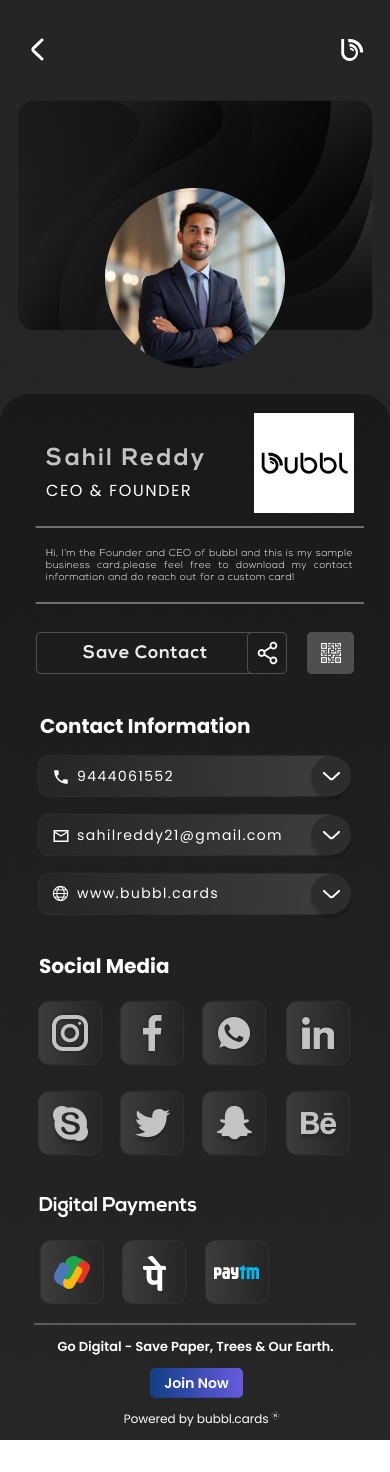 Sahil Reddy
bubbl
CEO & FOUNDER
Hi, I'm the Founder and CEO of bubbl and this is my sample
business card.please feel free to download my contact
information and do reach out for a custom card!
Save Contact
Contact Information
9444061552
sahilreddy21@gmail.com
www.bubbl.cards
Social Media
f
in
S
Bē
Digital Payments
पे
paytm
Go Digital - Save Paper, Trees & Our Earth.
Join Now
Powered by bubbl.cards ®